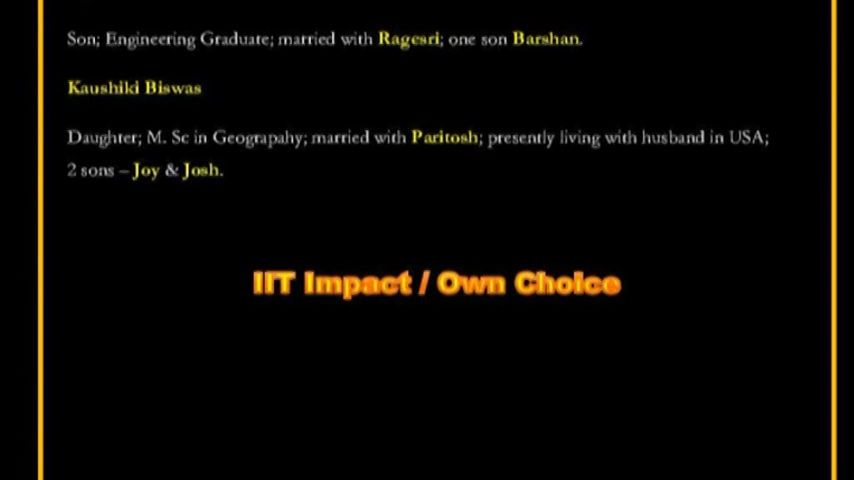 Son; Engineering Graduate; married with Ragesri; one son Barshan.
Kaushiki Biswas
Daughter; M. Sc in Geograpahy; married with Paritosh; presently living with husband in USA;
2 sons – Joy & Josh.
IIT Impact / Own Choice